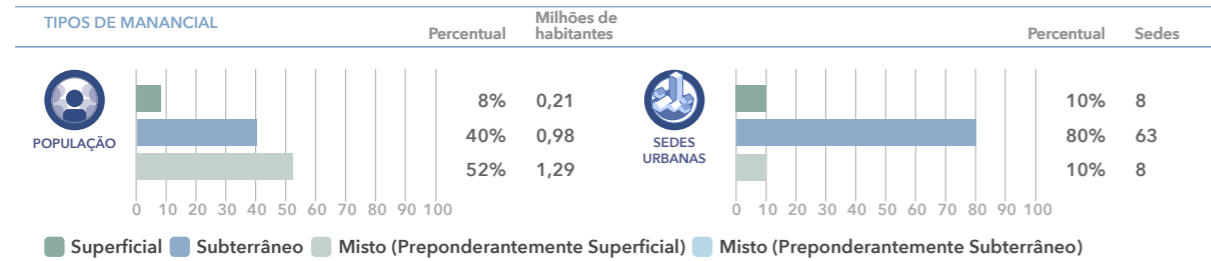 TIPOS DE MANANCIAL
Percentual
Milhões de
habitantes
Percentual
Sedes
POPULAÇÃO
8% 0,21
40% 0,98
52% 1,29
0 10 20 30 40 50 60 70 80 90 100
SEDES
URBANAS
10% 8
80% 63
10% 8
0 10 20 30 40 50 60 70 80 90 100
Superficial Subterrâneo Misto (Preponderantemente Superficial) Misto (Preponderantemente Subterrâneo)